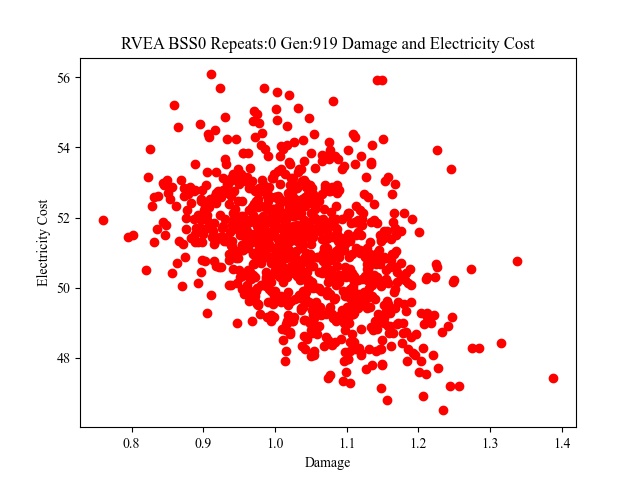 RVEA BSS0 Repeats:0 Gen:919 Damage and Electricity Cost
56
54
52
50
48
Electricity Cost
0.8 0.9 1.0 1.1 1.2 1.3 1.4
Damage